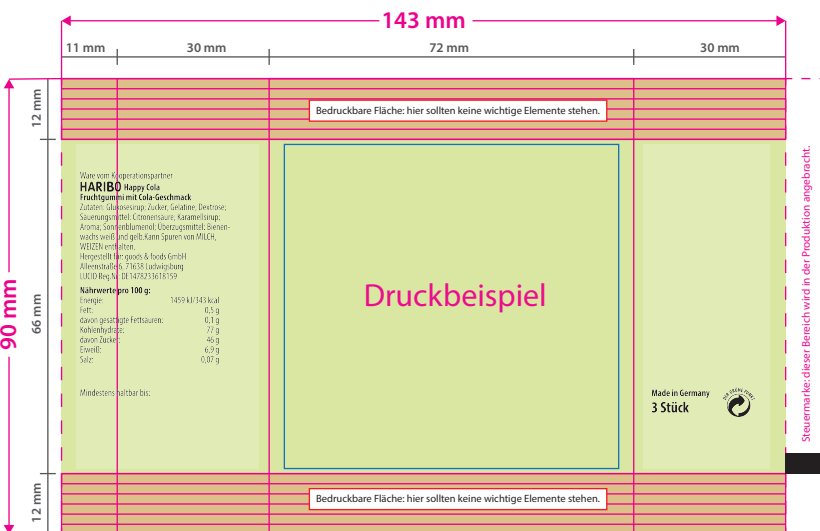 143 mm
11 mm
30 mm
72 mm
30 mm
12 mm
Bedruckbare Fläche: hier sollten keine wichtige Elemente stehen.
90 mm
66 mm
Ware vom Kooperationspartner
HARIBO Happy Cola
Fruchtgummi mit Cola-Geschmack
Zutaten: Glukosesirup; Zucker; Gelatine; Dextrose;
Säuerungsmittel: Citronensäure; Karamellsirup;
Aroma; Sonnenblumenöl; Überzugsmittel: Bienen-
wachs weiß und gelb.Kann Spuren von MILCH,
WEIZEN enthalten.
Hergestellt für: goods & foods GmbH
Alleenstraße 6, 71638 Ludwigsburg
LUCID Reg.Nr. DE1478233618159
Nährwerte pro 100 g:
Energie: 1459 kJ/343 kcal
Fett: 0,5 g
davon gesättigte Fettsäuren: 0,1 g
Kohlenhydrate: 77 g
davon Zucker: 46 g
Eiweiß: 6,9 g
Salz: 0,07 g
Mindestens haltbar bis:
Druckbeispiel
Made in Germany
3 Stück
DER GRÜNE PUNKT
Steuermarke: dieser Bereich wird in der Produktion angebracht.
12 mm
Bedruckbare Fläche: hier sollten keine wichtige Elemente stehen.